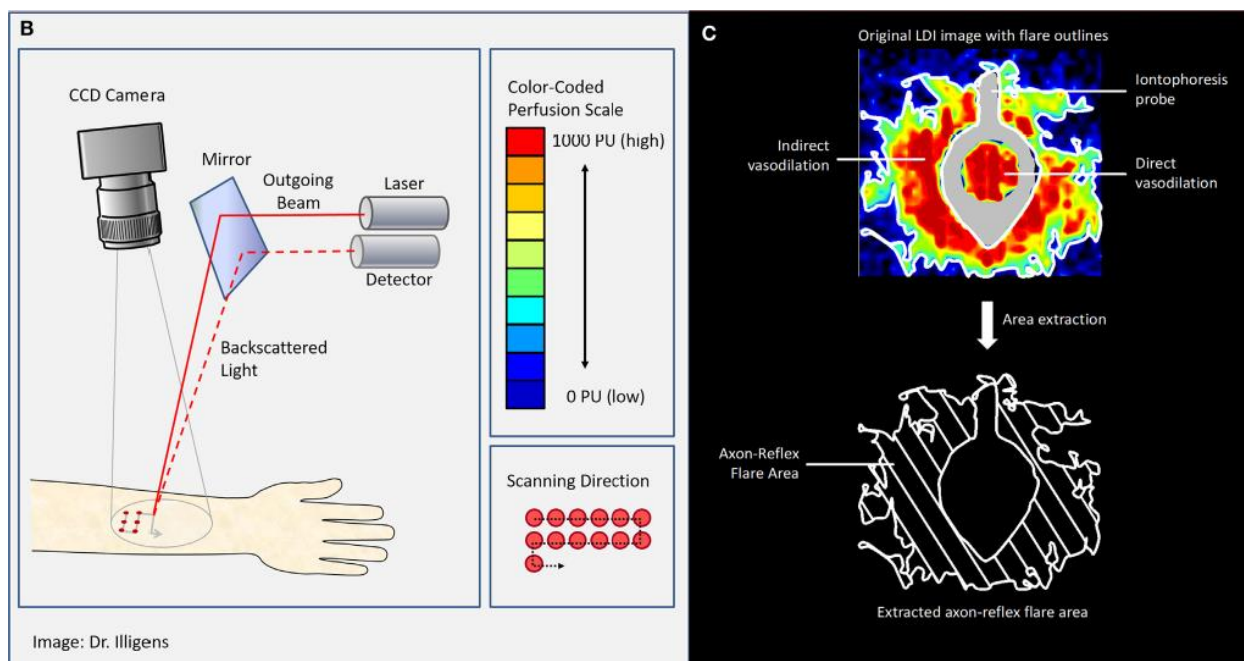 B
CCD Camera
Mirror
Outgoing
Beam
Laser
Detector
Backscattered
Light
Color-Coded
Perfusion Scale
1000 PU (high)
0 PU (low)
Scanning Direction
Image: Dr. Illigens
C
Original LDI image with flare outlines
Iontophoresis
probe
Indirect
vasodilation
Direct
vasodilation
Area extraction
Axon-Reflex
Flare Area
Extracted axon-reflex flare area